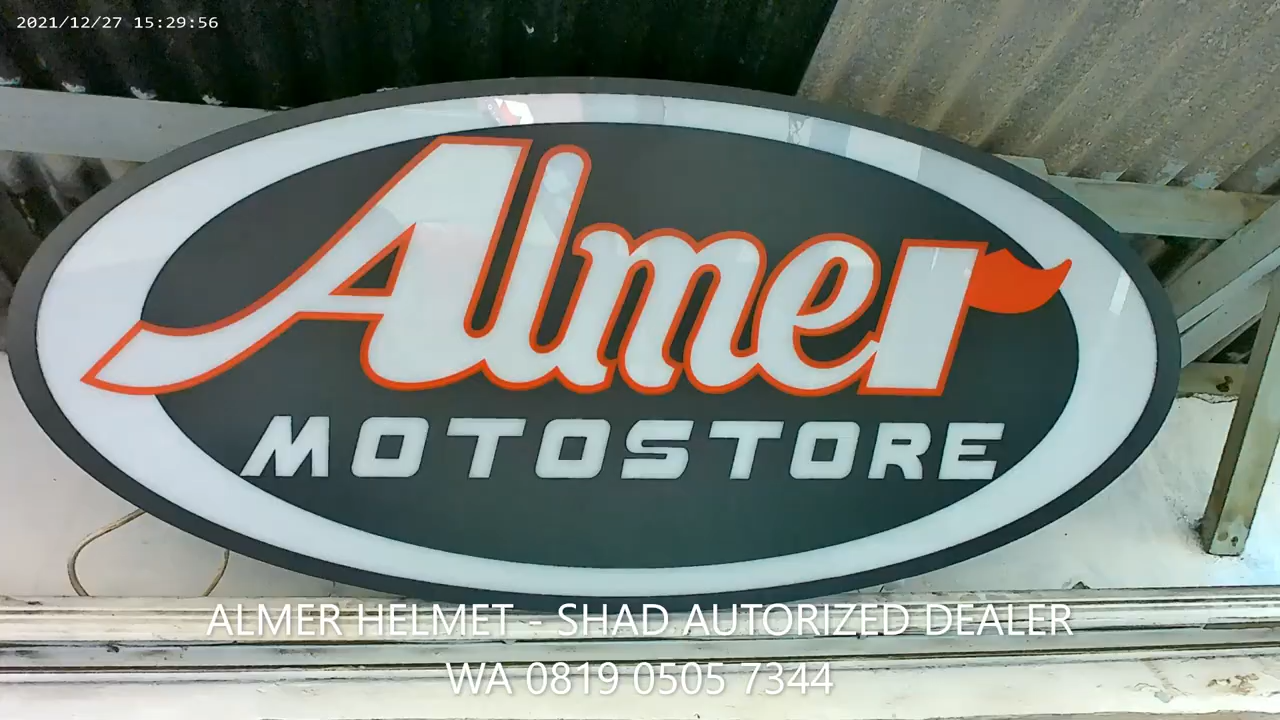 2021/12/27 15:29:56
Almer
MOTOSTORE
ALMER HELMET - SHAD AUTORIZED DEALER
WA 0819 0505 7344